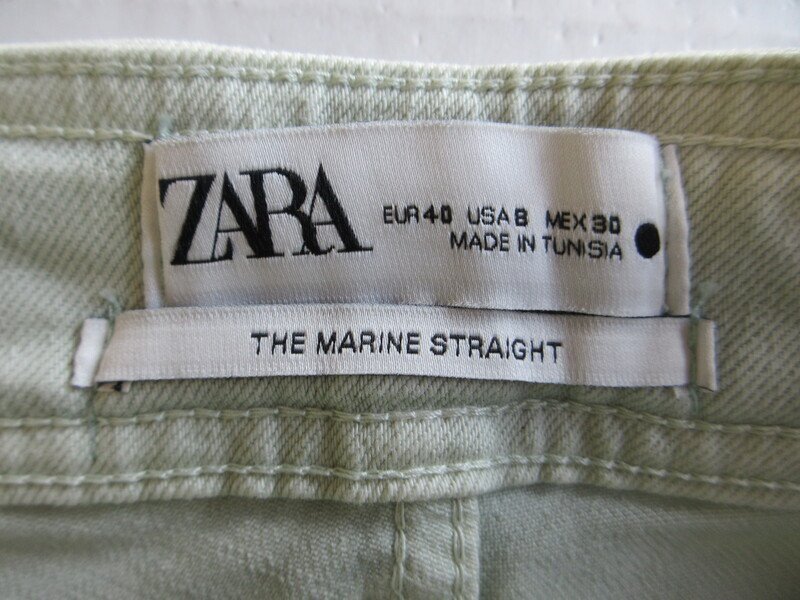 ZARA
EUR 40 USA 8 MEX 30
MADE IN TUNISIA
THE MARINE STRAIGHT